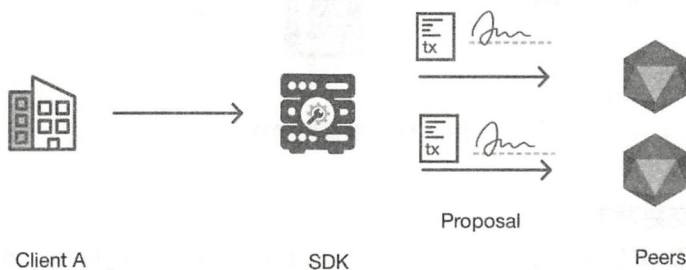 tx
tx
Proposal
Client A
SDK
Peers